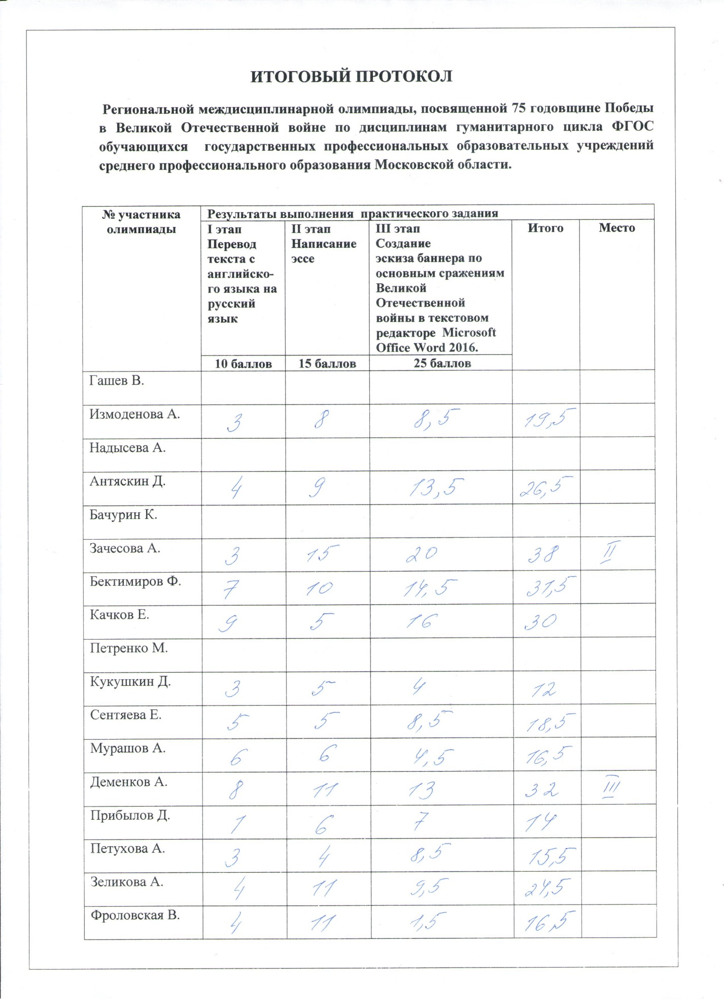 ИТОГОВЫЙ ПРОТОКОЛ
Региональной междисциплинарной олимпиады, посвященной 75 годовщине Победы
в Великой Отечественной войне по дисциплинам гуманитарного цикла ФГОС
обучающихся государственных профессиональных образовательных учреждений
среднего профессионального образования Московской области.
№ участника
олимпиады
Результаты выполнения практического задания
I этап
Перевод
текста с
английско-
го языка на
русский
язык
II этап
Написание
эссе
III этап
Создание
эскиза баннера по
основным сражениям
Великой
Отечественной
войны в текстовом
редакторе Microsoft
Office Word 2016.
Итого
Место
10 баллов 15 баллов 25 баллов
Гашев В.
Измоденова А. 3 8 8,5 19,5
Надысева А.
Антяскин Д. 4 9 13,5 26,5
Бачурин К.
Зачесова А. 3 15 20 38 II
Бектимиров Ф. 7 10 14,5 31,5
Качков Е. 9 5 16 30
Петренко М.
Кукушкин Д. 3 5 4 12
Сентяева Е. 5 5 8,5 18,5
Мурашов А. 6 6 4,5 16,5
Деменков А. 8 11 13 32 III
Прибылов Д. 1 6 7 14
Петухова А. 3 4 8,5 15,5
Зеликова А. 4 11 9,5 24,5
Фроловская В. 4 11 1,5 16,5